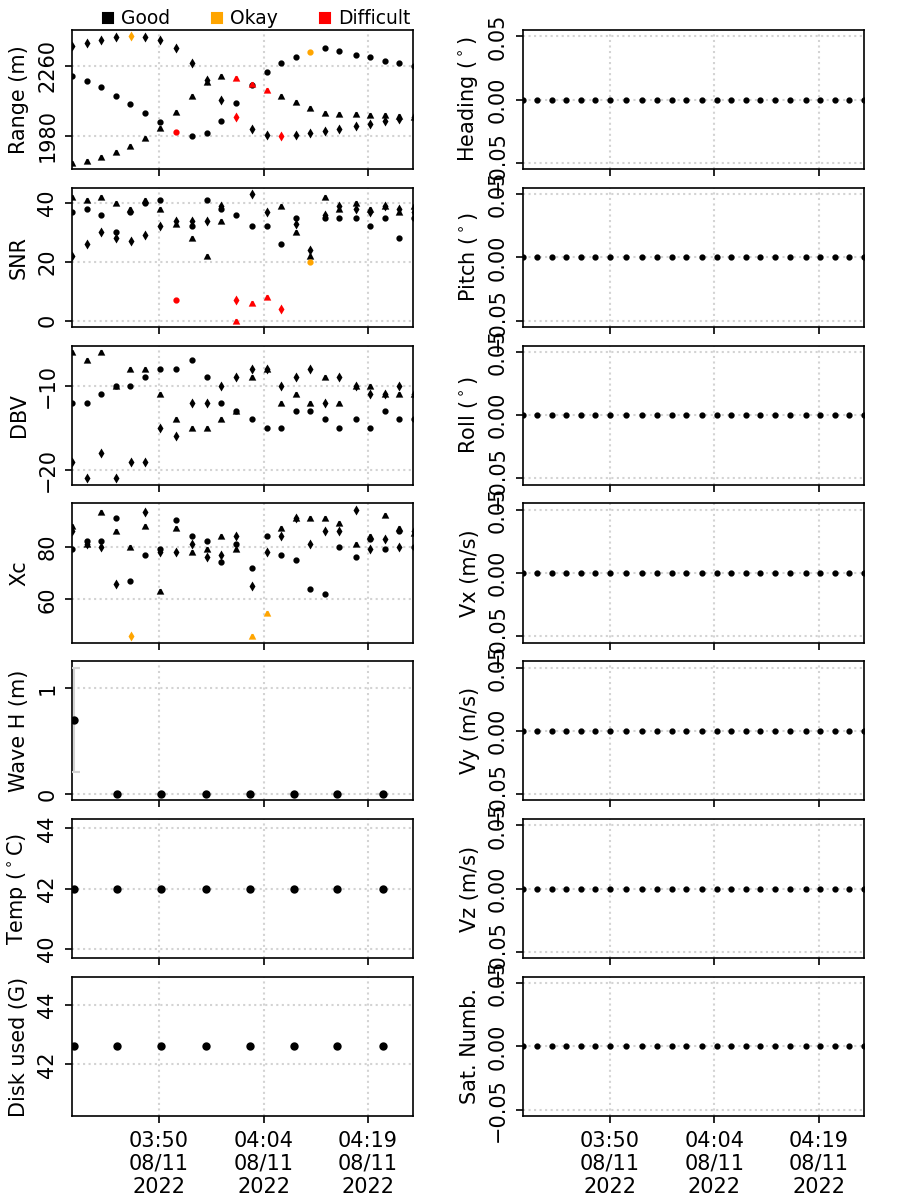 Good Okay Difficult
Range (m)
2260
1980
SNR
40
20
0
DBV
−10
−20
Xc
80
60
Wave H (m)
1
0
Temp (°C)
44
42
40
Disk used (G)
44
42
03:50 04:04 04:19
08/11 08/11 08/11
2022 2022 2022
Heading (°)
0.05
0.00
−0.05
Pitch (°)
0.05
0.00
−0.05
Roll (°)
0.05
0.00
−0.05
Vx (m/s)
0.05
0.00
−0.05
Vy (m/s)
0.05
0.00
−0.05
Vz (m/s)
0.05
0.00
−0.05
Sat. Numb.
0.05
0.00
−0.05
03:50 04:04 04:19
08/11 08/11 08/11
2022 2022 2022